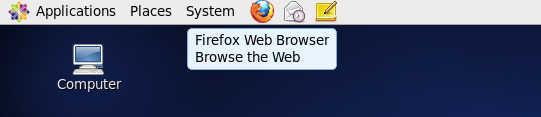 Applications Places System
Firefox Web Browser
Browse the Web
Computer